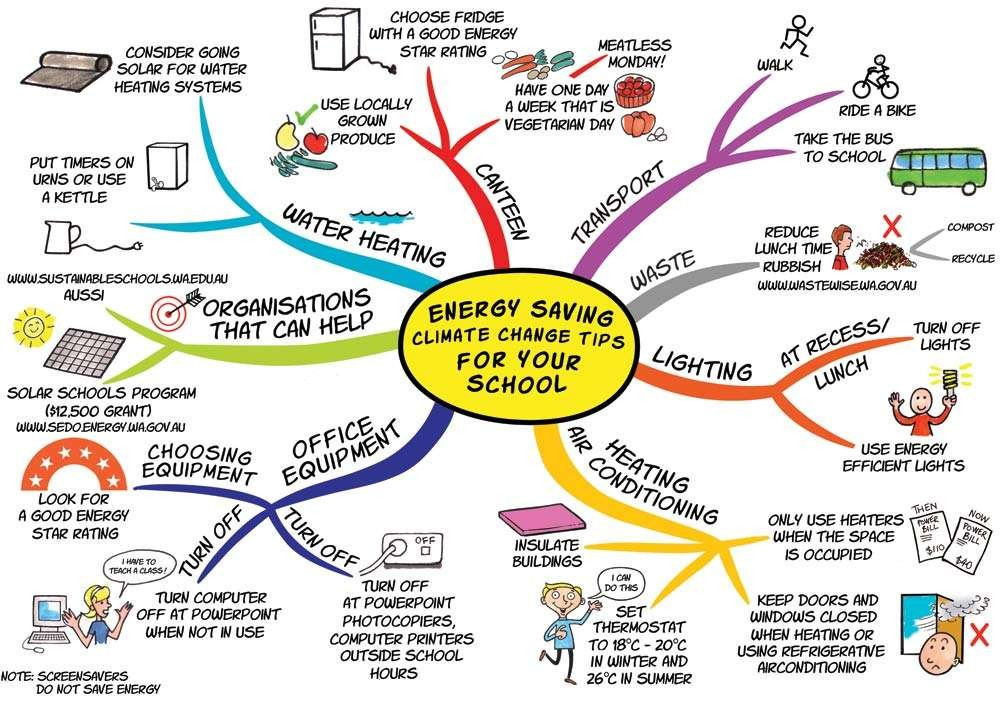 ENERGY SAVING
CLIMATE CHANGE TIPS
FOR YOUR
SCHOOL
CANTEEN
USE LOCALLY
GROWN
PRODUCE
CHOOSE FRIDGE
WITH A GOOD ENERGY
STAR RATING
MEATLESS
MONDAY!
HAVE ONE DAY
A WEEK THAT IS
VEGETARIAN DAY
TRANSPORT
WALK
RIDE A BIKE
TAKE THE BUS
TO SCHOOL
WASTE
REDUCE
LUNCH TIME
RUBBISH
WWW.WASTEWISE.WA.GOV.AU
COMPOST
RECYCLE
LIGHTING
AT RECESS/
LUNCH
TURN OFF
LIGHTS
USE ENERGY
EFFICIENT LIGHTS
HEATING
AIR CONDITIONING
ONLY USE HEATERS
WHEN THE SPACE
IS OCCUPIED
THEN
POWER
BILL
$110
NOW
POWER
BILL
$40
KEEP DOORS AND
WINDOWS CLOSED
WHEN HEATING OR
USING REFRIGERATIVE
AIRCONDITIONING
I CAN
DO THIS
SET
THERMOSTAT
TO 18°C - 20°C
IN WINTER AND
26°C IN SUMMER
INSULATE
BUILDINGS
OFFICE
EQUIPMENT
TURN OFF
OFF
TURN OFF
AT POWERPOINT
PHOTOCOPIERS,
COMPUTER PRINTERS
OUTSIDE SCHOOL
HOURS
TURN OFF
I HAVE TO
TEACH A CLASS!
TURN COMPUTER
OFF AT POWERPOINT
WHEN NOT IN USE
NOTE: SCREENSAVERS
DO NOT SAVE ENERGY
CHOOSING
EQUIPMENT
LOOK FOR
A GOOD ENERGY
STAR RATING
ORGANISATIONS
THAT CAN HELP
WWW.SUSTAINABLESCHOOLS.WAEDU.AU
AUSSI
SOLAR SCHOOLS PROGRAM
($12,500 GRANT)
WWW.SEDO.ENERGY.WA.GOV.AU
WATER HEATING
PUT TIMERS ON
URNS OR USE
A KETTLE
CONSIDER GOING
SOLAR FOR WATER
HEATING SYSTEMS